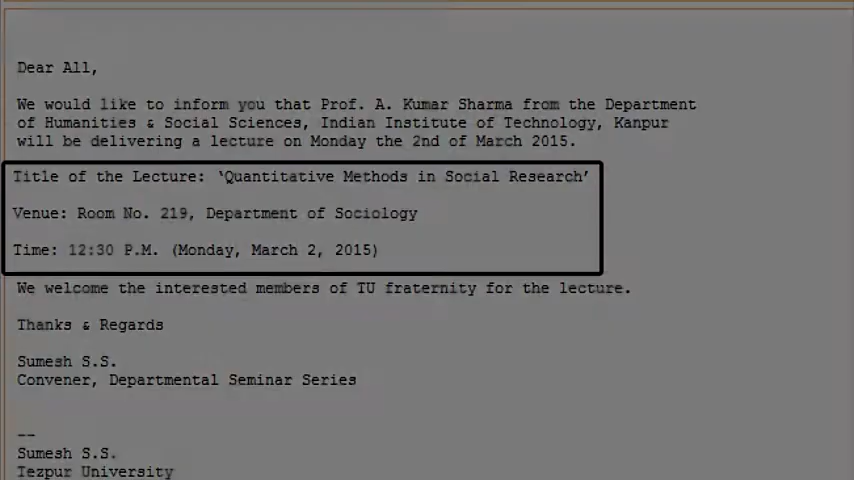 Dear All,
We would like to inform you that Prof. A. Kumar Sharma from the Department
of Humanities & Social Sciences, Indian Institute of Technology, Kanpur
will be delivering a lecture on Monday the 2nd of March 2015.
Title of the Lecture: ‘Quantitative Methods in Social Research’
Venue: Room No. 219, Department of Sociology
Time: 12:30 P.M. (Monday, March 2, 2015)
We welcome the interested members of TU fraternity for the lecture.
Thanks & Regards
Sumesh S.S.
Convener, Departmental Seminar Series
--
Sumesh S.S.
Tezpur University